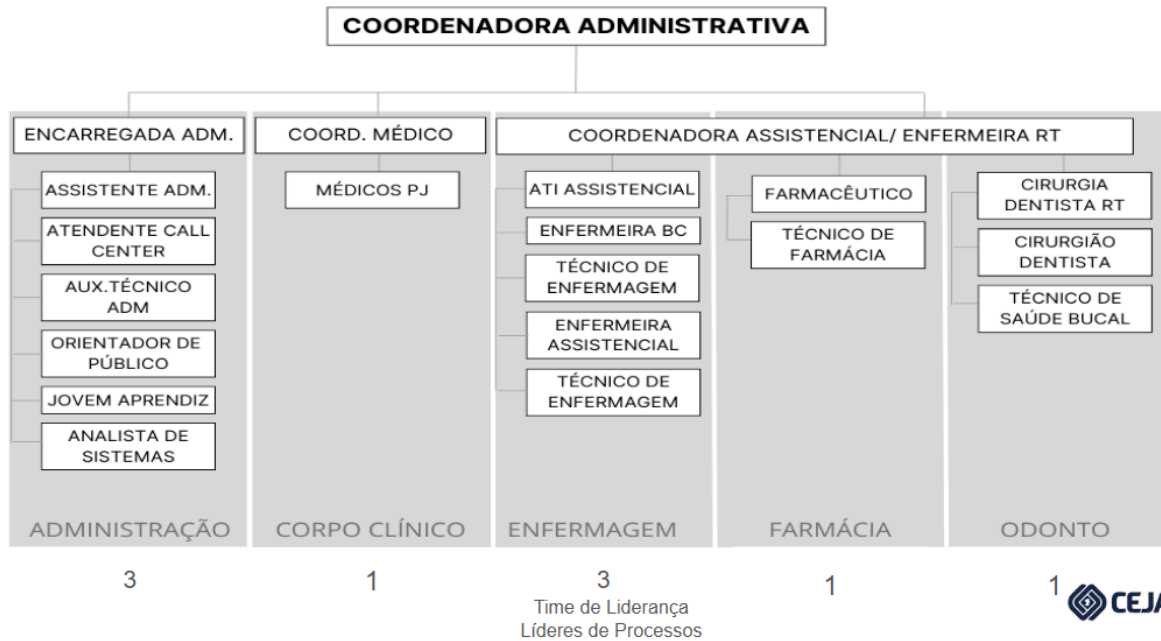 COORDENADORA ADMINISTRATIVA
ENCARREGADA ADM.
ASSISTENTE ADM.
ATENDENTE CALL
CENTER
AUX.TÉCNICO
ADM
ORIENTADOR DE
PÚBLICO
JOVEM APRENDIZ
ANALISTA DE
SISTEMAS
ADMINISTRAÇÃO
3
COORD. MÉDICO
MÉDICOS PJ
CORPO CLÍNICO
1
COORDENADORA ASSISTENCIAL/ ENFERMEIRA RT
ATI ASSISTENCIAL
ENFERMEIRA BC
TÉCNICO DE
ENFERMAGEM
ENFERMEIRA
ASSISTENCIAL
TÉCNICO DE
ENFERMAGEM
ENFERMAGEM
3
FARMACÊUTICO
TÉCNICO DE
FARMÁCIA
FARMÁCIA
1
CIRURGIA
DENTISTA RT
CIRURGIÃO
DENTISTA
TÉCNICO DE
SAÚDE BUCAL
ODONTO
1
Time de Liderança
Líderes de Processos
CEJA